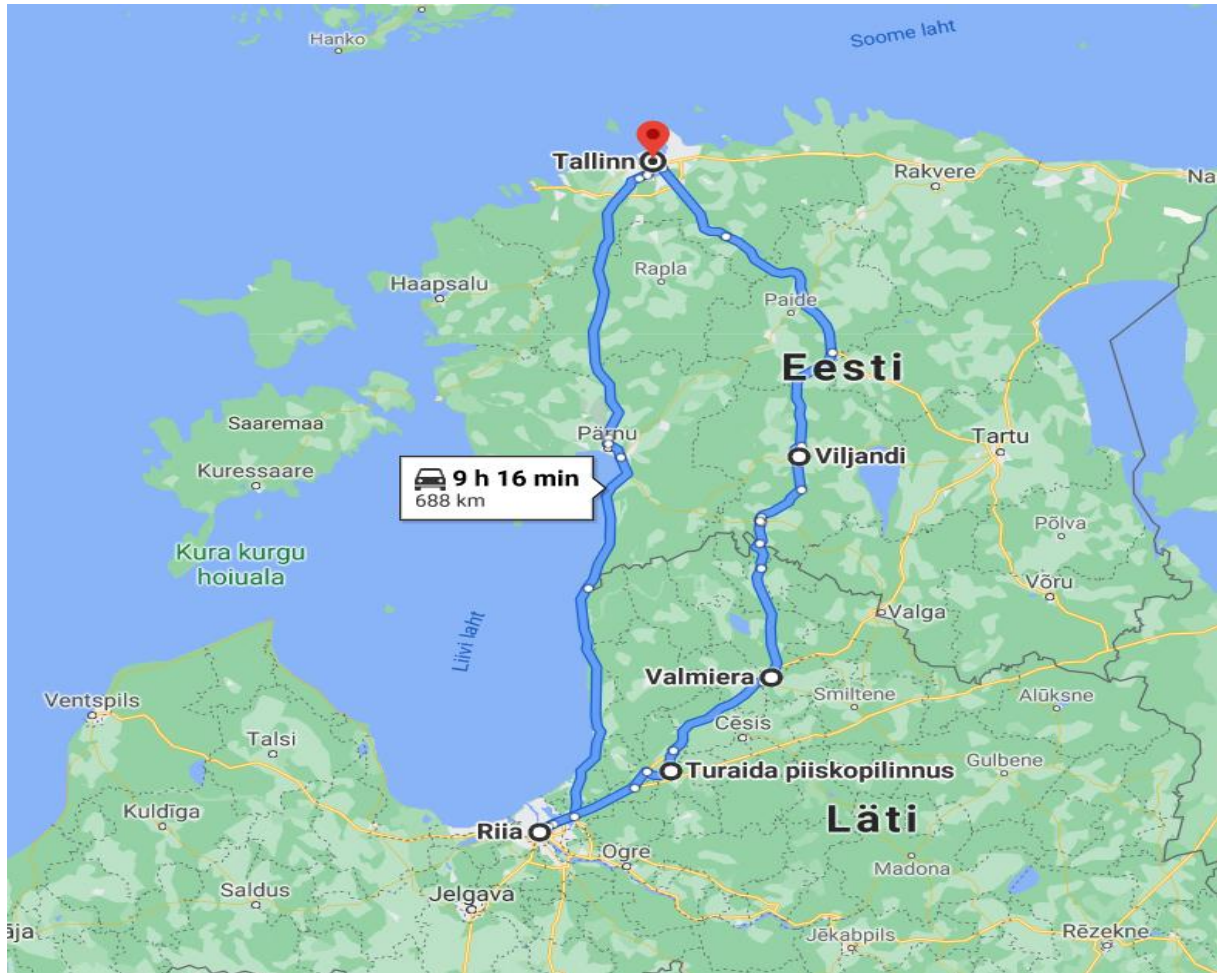 Hanko
Soome laht
Tallinn
Rakvere
Na
Rapla
Haapsalu
Paide
Eesti
Saaremaa
Pärnu
Tartu
Viljandi
Kuressaare
9 h 16 min
688 km
Põlva
Kura kurgu
hoiuala
Võru
Valga
Liivi laht
Valmiera
Smiltene
Alūksne
Ventspils
Cēsis
Talsi
Turaida piiskopilinnus
Gulbene
Kuldīga
Läti
Riia
Ogre
Madona
Saldus
Jelgava
äja
Jēkabpils
Rēzekne